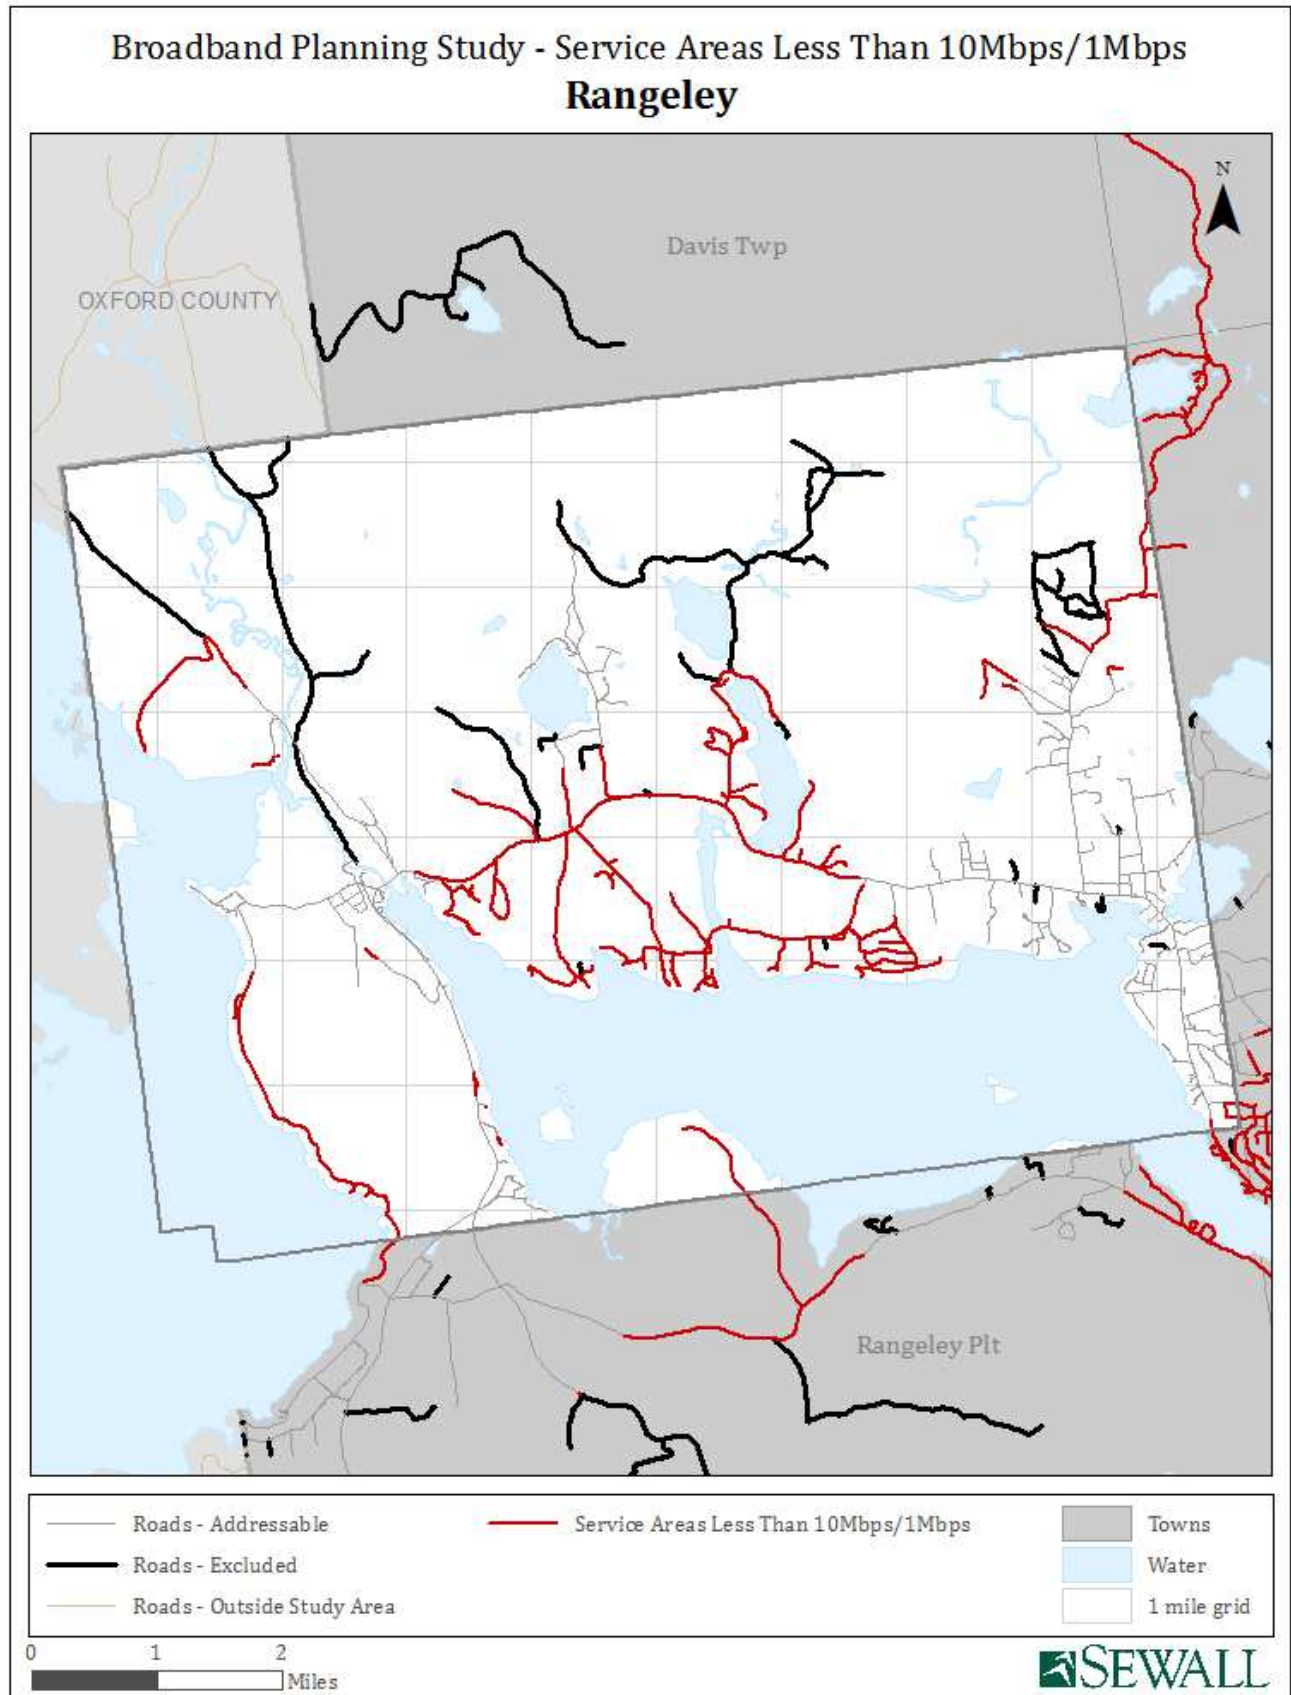 Broadband Planning Study - Service Areas Less Than 10Mbps/1Mbps
Rangeley
N
Davis Twp
OXFORD COUNTY
Rangeley Plt
Roads - Addressable
Service Areas Less Than 10Mbps/1Mbps
Towns
Roads - Excluded
Water
Roads - Outside Study Area
1 mile grid
0 1 2
Miles
SEWALL